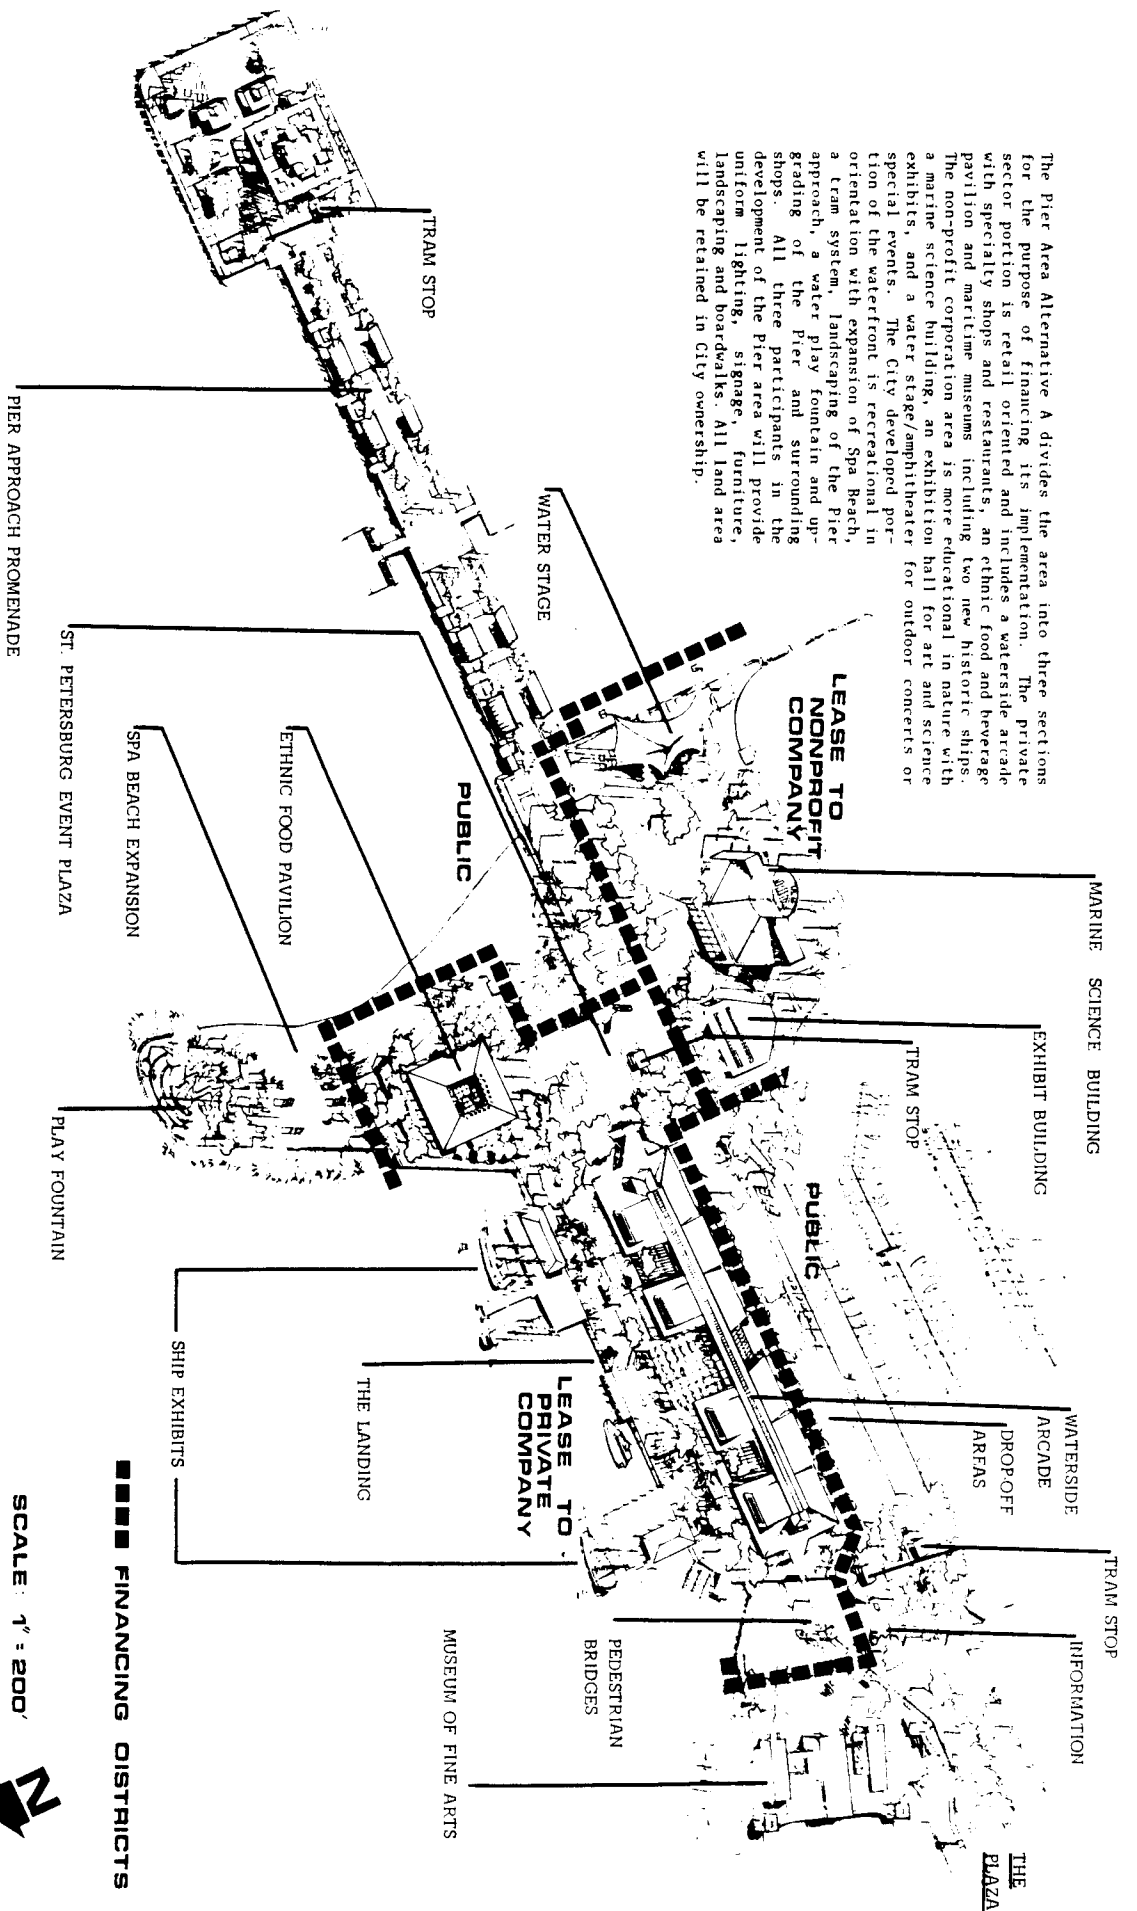 The Pier Area Alternative A divides the area into three sections
for the purpose of financing its implementation. The private
sector portion is retail oriented and includes a waterside arcade
with specialty shops and restaurants, an ethnic food and beverage
pavilion and maritime museums including two new historic ships.
The non-profit corporation area is more educational in nature with
a marine science building, an exhibition hall for art and science
exhibits, and a water stage/amphitheater for outdoor concerts or
special events. The City developed por-
tion of the waterfront is recreational in
orientation with expansion of Spa Beach,
a tram system, landscaping of the Pier
approach, a water play fountain and up-
grading of the Pier and surrounding
shops. All three participants in the
development of the Pier area will provide
uniform lighting, signage, furniture,
landscaping and boardwalks. All land area
will be retained in City ownership.
MARINE SCIENCE BUILDING
EXHIBIT BUILDING
TRAM STOP
WATERSIDE
ARCADE
DROP-OFF
AREAS
TRAM STOP
INFORMATION
THE
PLAZA
LEASE TO
NONPROFIT
COMPANY
PUBLIC
TRAM STOP
WATER STAGE
PUBLIC
LEASE TO
PRIVATE
COMPANY
PEDESTRIAN
BRIDGES
MUSEUM OF FINE ARTS
THE LANDING
ETHNIC FOOD PAVILION
SHIP EXHIBITS
SPA BEACH EXPANSION
ST. PETERSBURG EVENT PLAZA
PLAY FOUNTAIN
PIER APPROACH PROMENADE
FINANCING DISTRICTS
SCALE: 1" = 200'
N